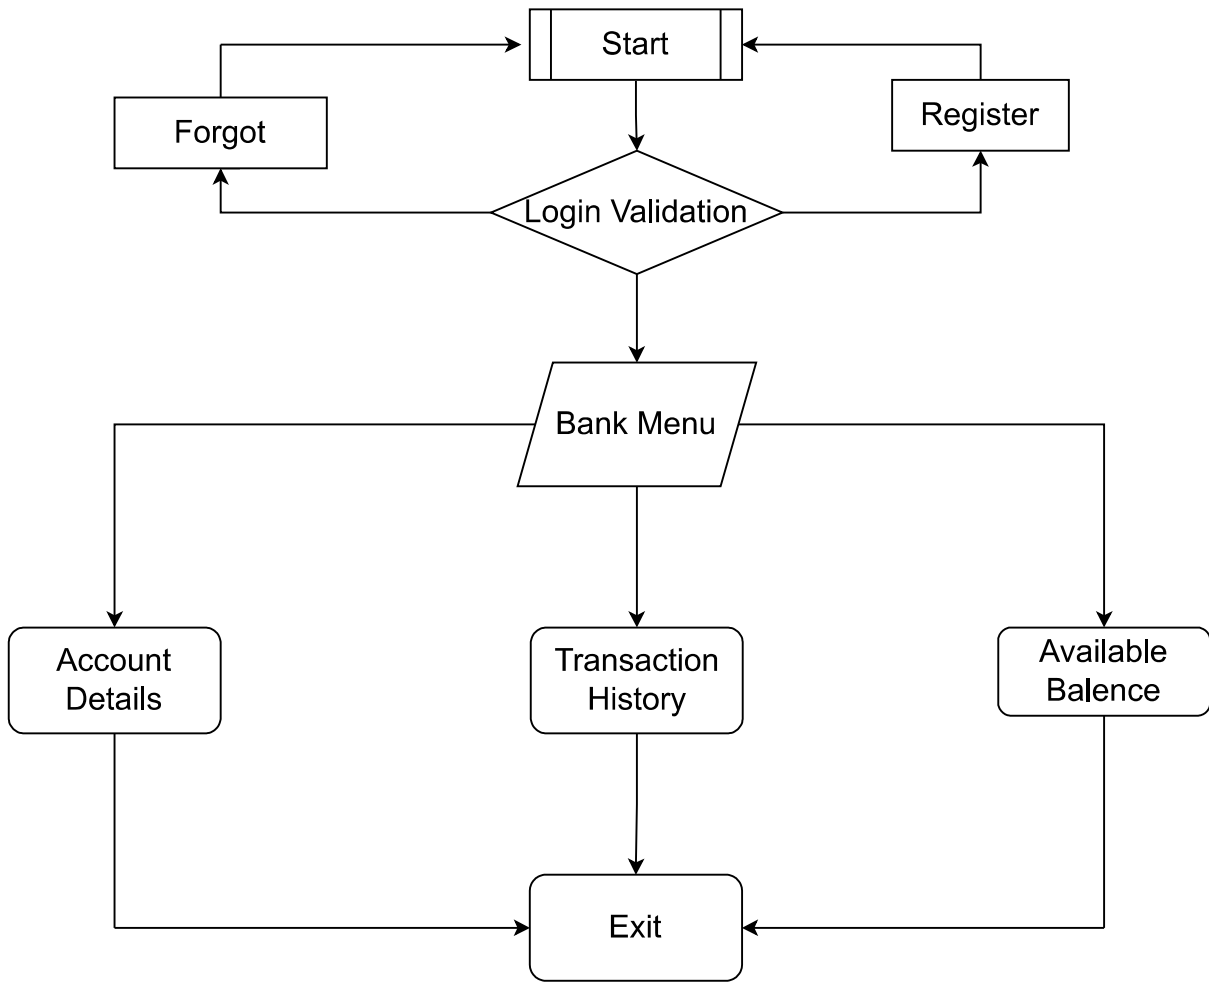 Start
Forgot
Register
Login Validation
Bank Menu
Account
Details
Transaction
History
Available
Balence
Exit